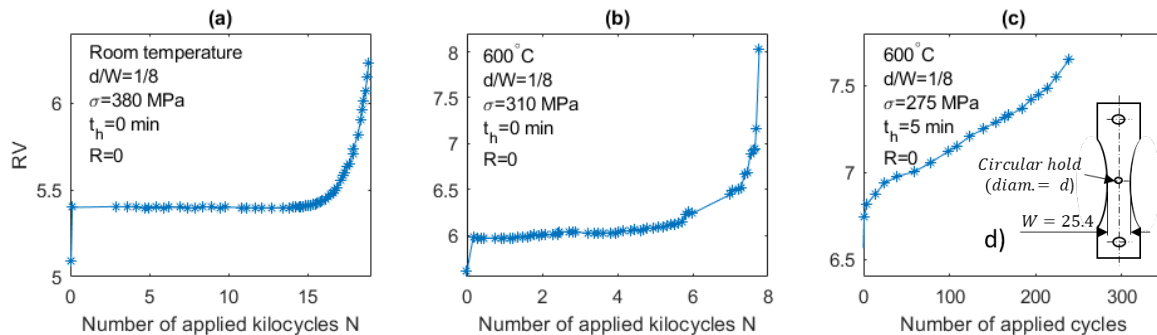 (a)
RV
6
5.5
5
Room temperature
d/W=1/8
σ=380 MPa
t_h=0 min
R=0
0 5 10 15
Number of applied kilocycles N
(b)
8
7.5
7
6.5
6
600°C
d/W=1/8
σ=310 MPa
t_h=0 min
R=0
0 2 4 6 8
Number of applied kilocycles N
(c)
7.5
7
6.5
600°C
d/W=1/8
σ=275 MPa
t_h=5 min
R=0
0 100 200 300
Number of applied cycles
Circular hold
(diam.= d)
W = 25.4
d)